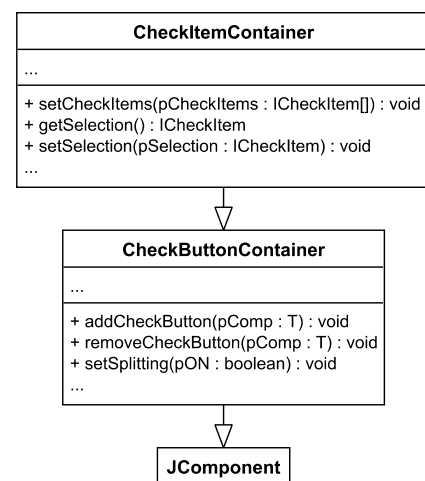 CheckItemContainer
...
+ setCheckItems(pCheckItems : ICheckItem[]) : void
+ getSelection() : ICheckItem
+ setSelection(pSelection : ICheckItem) : void
...
CheckButtonContainer
...
+ addCheckButton(pComp : T) : void
+ removeCheckButton(pComp : T) : void
+ setSplitting(pON : boolean) : void
...
JComponent